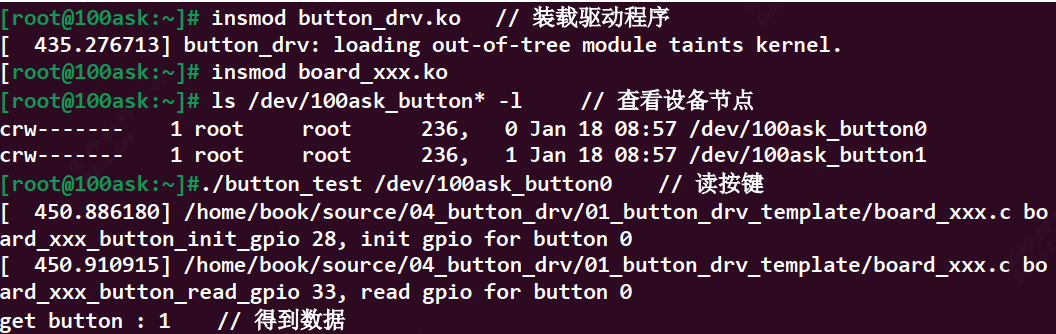 [root@100ask:~]# insmod button_drv.ko   // 装载驱动程序
[  435.276713] button_drv: loading out-of-tree module taints kernel.
[root@100ask:~]# insmod board_xxx.ko
[root@100ask:~]# ls /dev/100ask_button* -l     // 查看设备节点
crw-------    1 root     root      236,   0 Jan 18 08:57 /dev/100ask_button0
crw-------    1 root     root      236,   1 Jan 18 08:57 /dev/100ask_button1
[root@100ask:~]#./button_test /dev/100ask_button0    // 读按键
[  450.886180] /home/book/source/04_button_drv/01_button_drv_template/board_xxx.c bo
ard_xxx_button_init_gpio 28, init gpio for button 0
[  450.910915] /home/book/source/04_button_drv/01_button_drv_template/board_xxx.c bo
ard_xxx_button_read_gpio 33, read gpio for button 0
get button : 1    // 得到数据